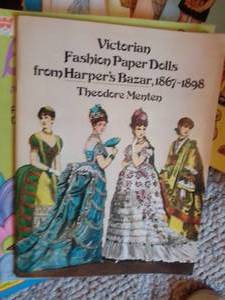 Victorian
Fashion Paper Dolls
from Harper's Bazar, 1867-1898
Theodore Menten